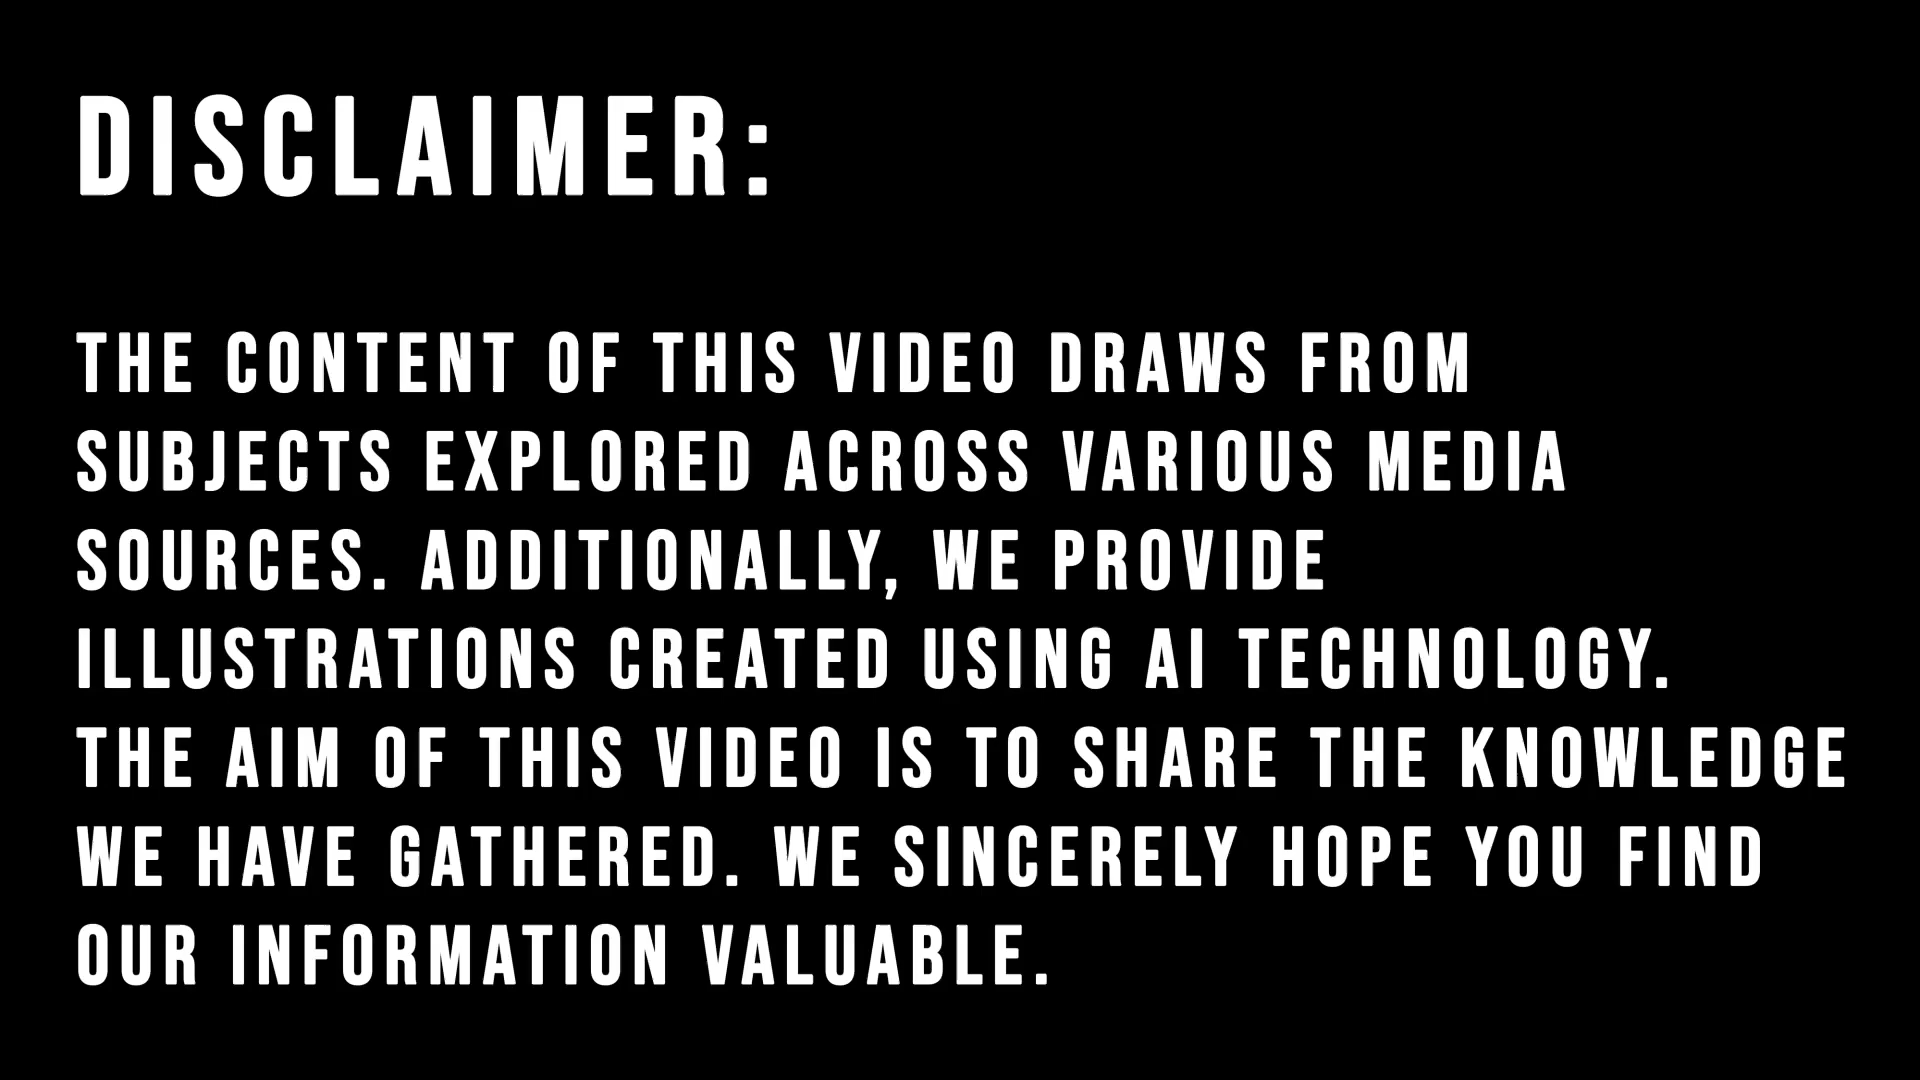 DISCLAIMER:
THE CONTENT OF THIS VIDEO DRAWS FROM
SUBJECTS EXPLORED ACROSS VARIOUS MEDIA
SOURCES. ADDITIONALLY, WE PROVIDE
ILLUSTRATIONS CREATED USING AI TECHNOLOGY.
THE AIM OF THIS VIDEO IS TO SHARE THE KNOWLEDGE
WE HAVE GATHERED. WE SINCERELY HOPE YOU FIND
OUR INFORMATION VALUABLE.